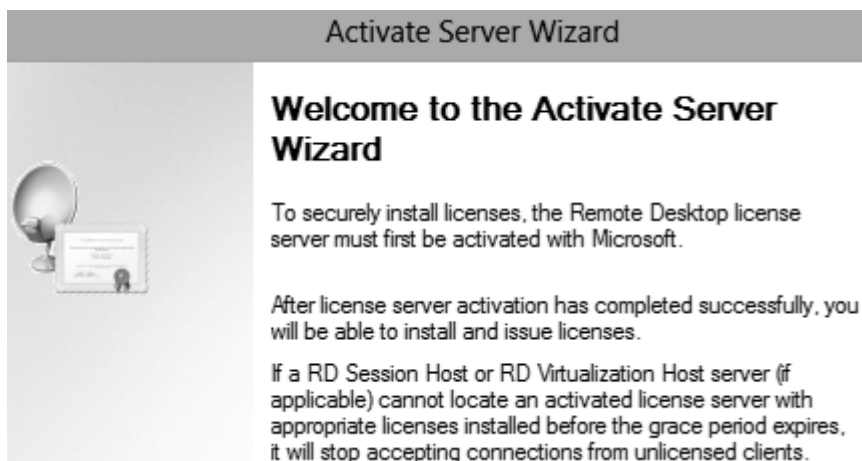 Activate Server Wizard
Welcome to the Activate Server
Wizard
To securely install licenses, the Remote Desktop license
server must first be activated with Microsoft.
After license server activation has completed successfully, you
will be able to install and issue licenses.
If a RD Session Host or RD Virtualization Host server (if
applicable) cannot locate an activated license server with
appropriate licenses installed before the grace period expires,
it will stop accepting connections from unlicensed clients.